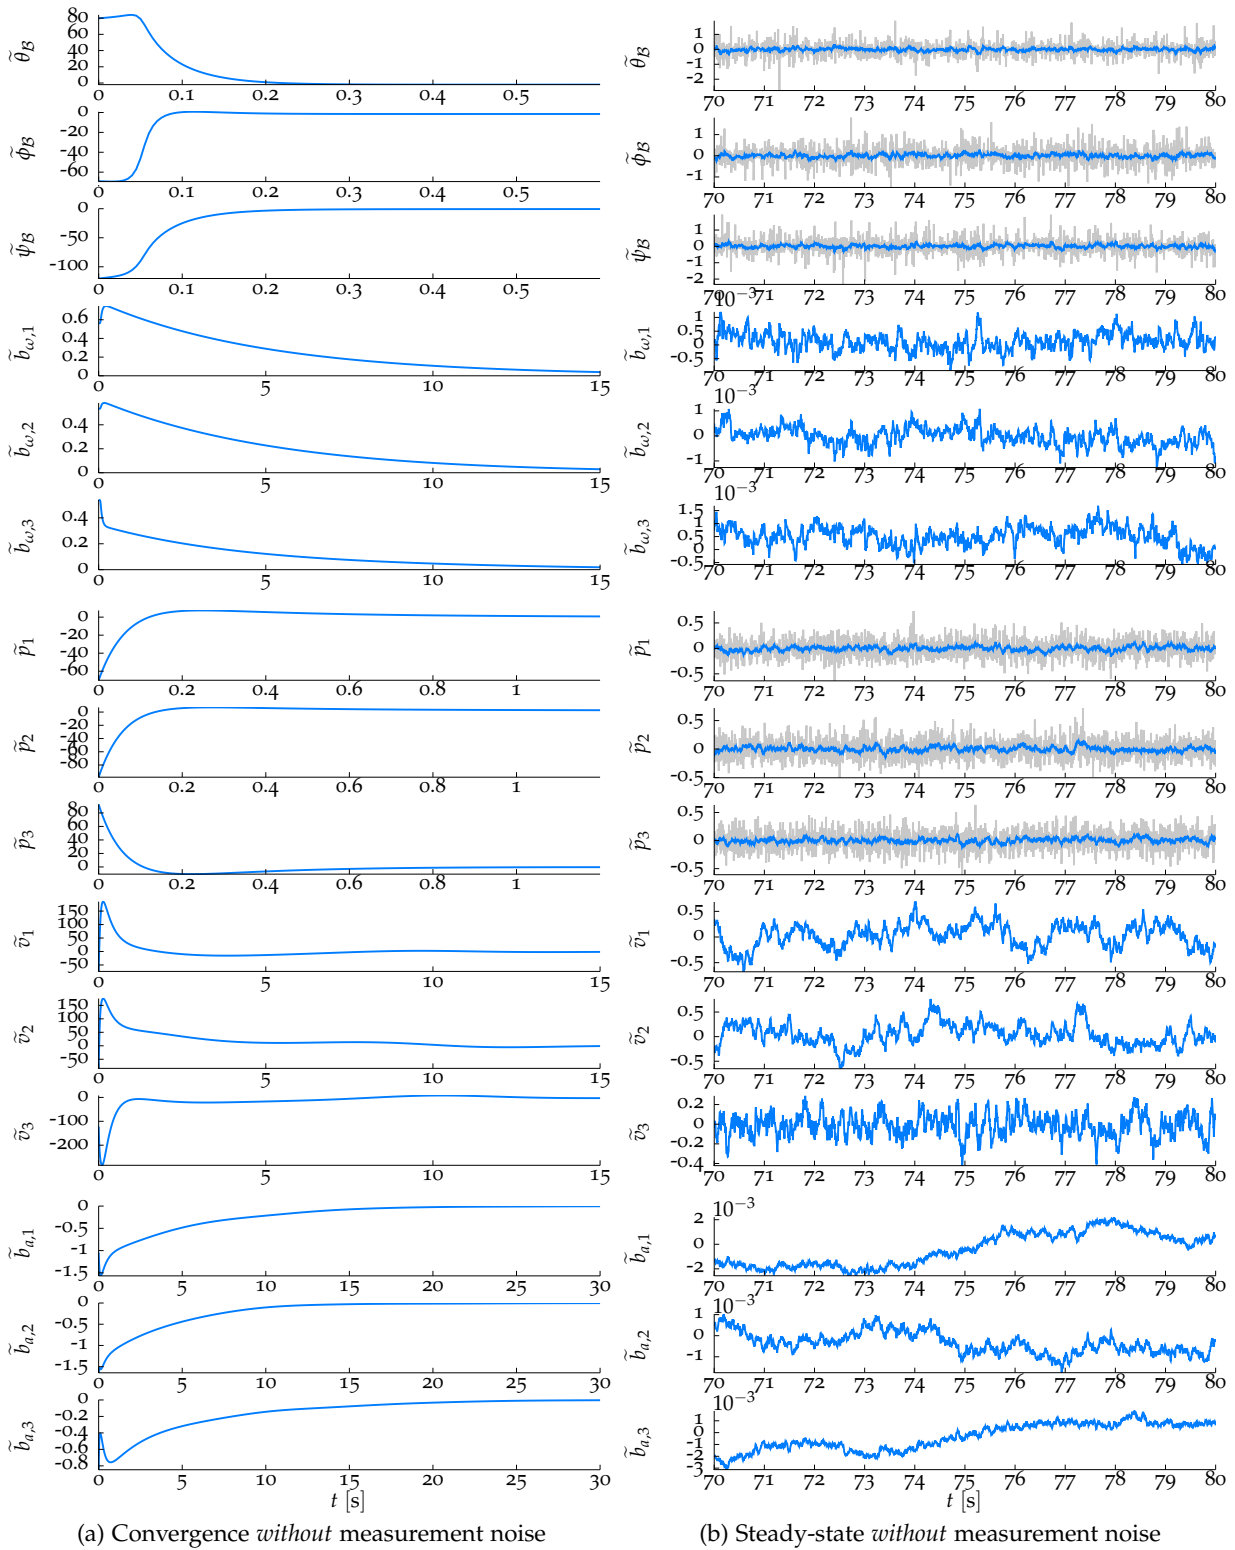 θ̃_B
80
60
40
20
0
0 0.1 0.2 0.3 0.4 0.5
ϕ̃_B
0
-20
-40
-60
0 0.1 0.2 0.3 0.4 0.5
ψ̃_B
0
-50
-100
0 0.1 0.2 0.3 0.4 0.5
b̃_ω,1
0.6
0.4
0.2
0
0 5 10 15
b̃_ω,2
0.4
0.2
0
0 5 10 15
b̃_ω,3
0.4
0.2
0
0 5 10 15
p̃_1
0
-20
-40
-60
0 0.2 0.4 0.6 0.8 1
p̃_2
0
-20
-40
-60
-80
0 0.2 0.4 0.6 0.8 1
p̃_3
80
60
40
20
0
0 0.2 0.4 0.6 0.8 1
ṽ_1
150
100
50
0
-50
0 5 10 15
ṽ_2
150
100
50
0
-50
0 5 10 15
ṽ_3
0
-100
-200
0 5 10 15
b̃_a,1
0
-0.5
-1
-1.5
0 5 10 15 20 25 30
b̃_a,2
0
-0.5
-1
-1.5
0 5 10 15 20 25 30
b̃_a,3
0
-0.2
-0.4
-0.6
-0.8
0 5 10 15 20 25 30
t [s]
(a) Convergence without measurement noise
θ̃_B
1
0
-1
-2
70 71 72 73 74 75 76 77 78 79 80
ϕ̃_B
1
0
-1
70 71 72 73 74 75 76 77 78 79 80
ψ̃_B
1
0
-1
-2
70 71 72 73 74 75 76 77 78 79 80
b̃_ω,1
10⁻³
1
0.5
0
-0.5
70 71 72 73 74 75 76 77 78 79 80
b̃_ω,2
10⁻³
1
0
-1
70 71 72 73 74 75 76 77 78 79 80
b̃_ω,3
10⁻³
1.5
1
0.5
0
-0.5
70 71 72 73 74 75 76 77 78 79 80
p̃_1
0.5
0
-0.5
70 71 72 73 74 75 76 77 78 79 80
p̃_2
0.5
0
-0.5
70 71 72 73 74 75 76 77 78 79 80
p̃_3
0.5
0
-0.5
70 71 72 73 74 75 76 77 78 79 80
ṽ_1
0.5
0
-0.5
70 71 72 73 74 75 76 77 78 79 80
ṽ_2
0.5
0
-0.5
70 71 72 73 74 75 76 77 78 79 80
ṽ_3
0.2
0
-0.2
-0.4
70 71 72 73 74 75 76 77 78 79 80
b̃_a,1
10⁻³
2
0
-2
70 71 72 73 74 75 76 77 78 79 80
b̃_a,2
10⁻³
1
0
-1
70 71 72 73 74 75 76 77 78 79 80
b̃_a,3
10⁻³
1
0
-1
-2
-3
70 71 72 73 74 75 76 77 78 79 80
t [s]
(b) Steady-state without measurement noise